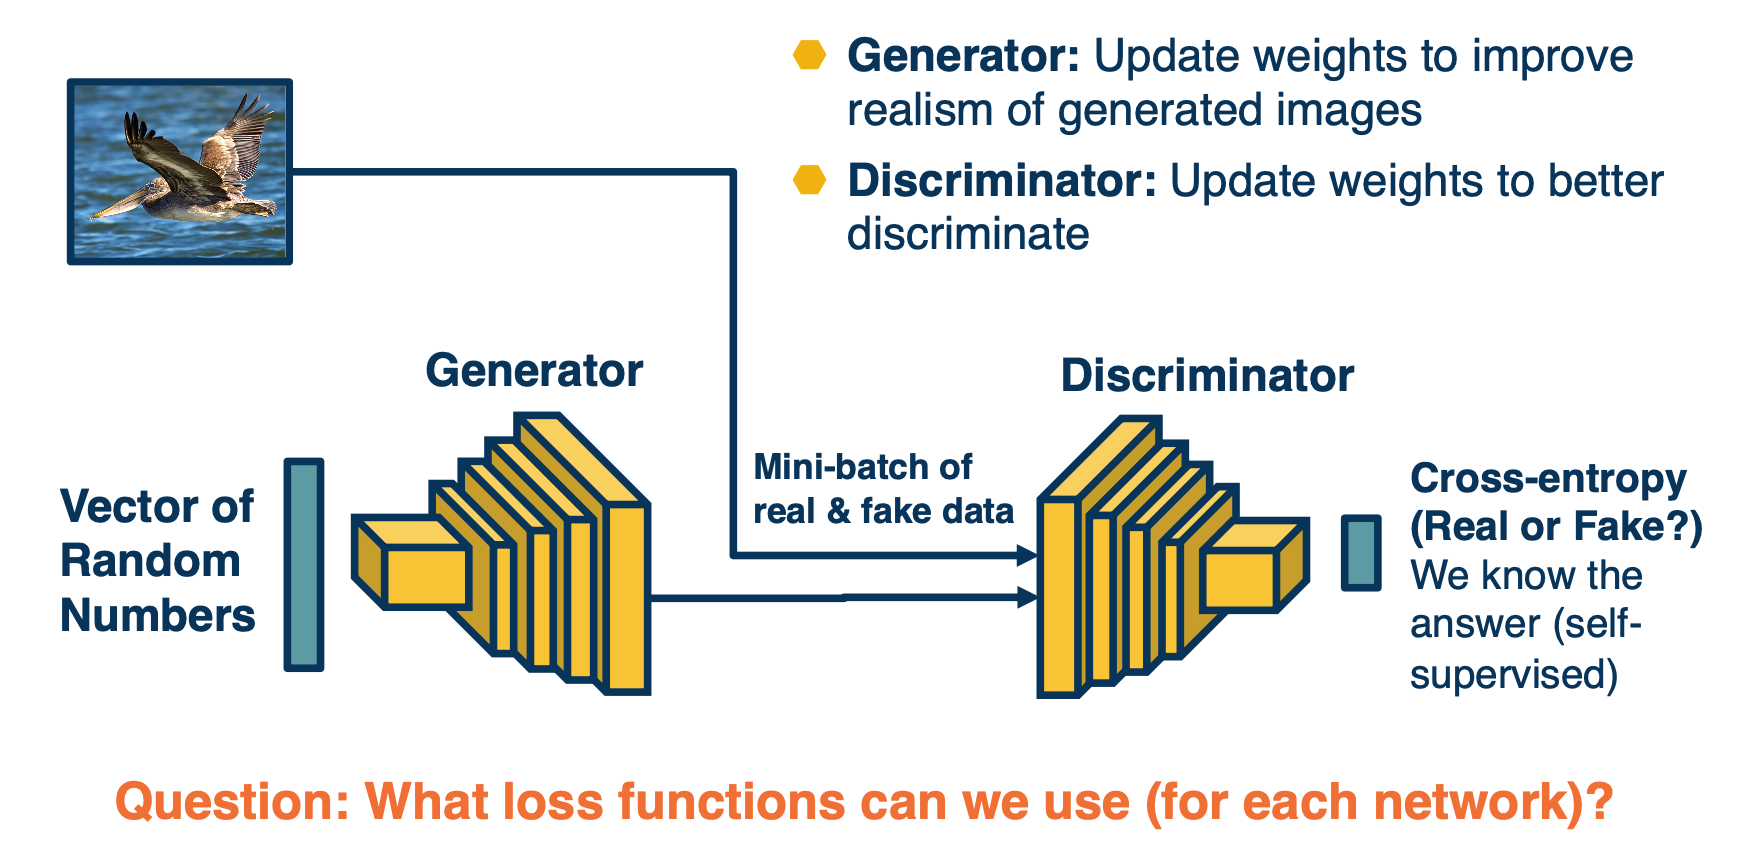 Generator: Update weights to improve
realism of generated images
Discriminator: Update weights to better
discriminate
Generator
Discriminator
Vector of
Random
Numbers
Mini-batch of
real & fake data
Cross-entropy
(Real or Fake?)
We know the
answer (self-
supervised)
Question: What loss functions can we use (for each network)?